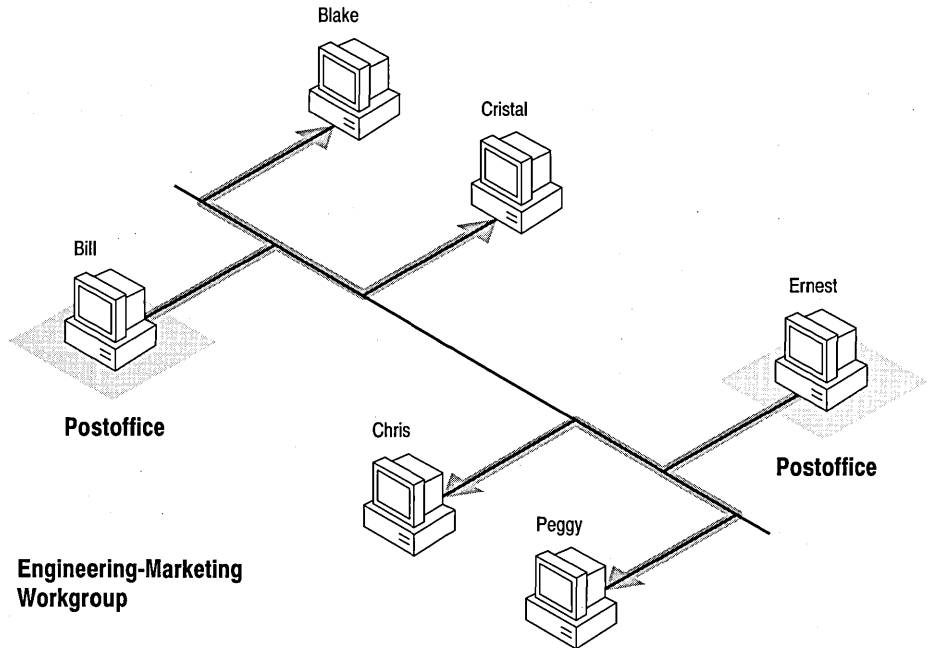 Blake
Cristal
Bill
Ernest
Postoffice
Chris
Postoffice
Peggy
Engineering-Marketing
Workgroup